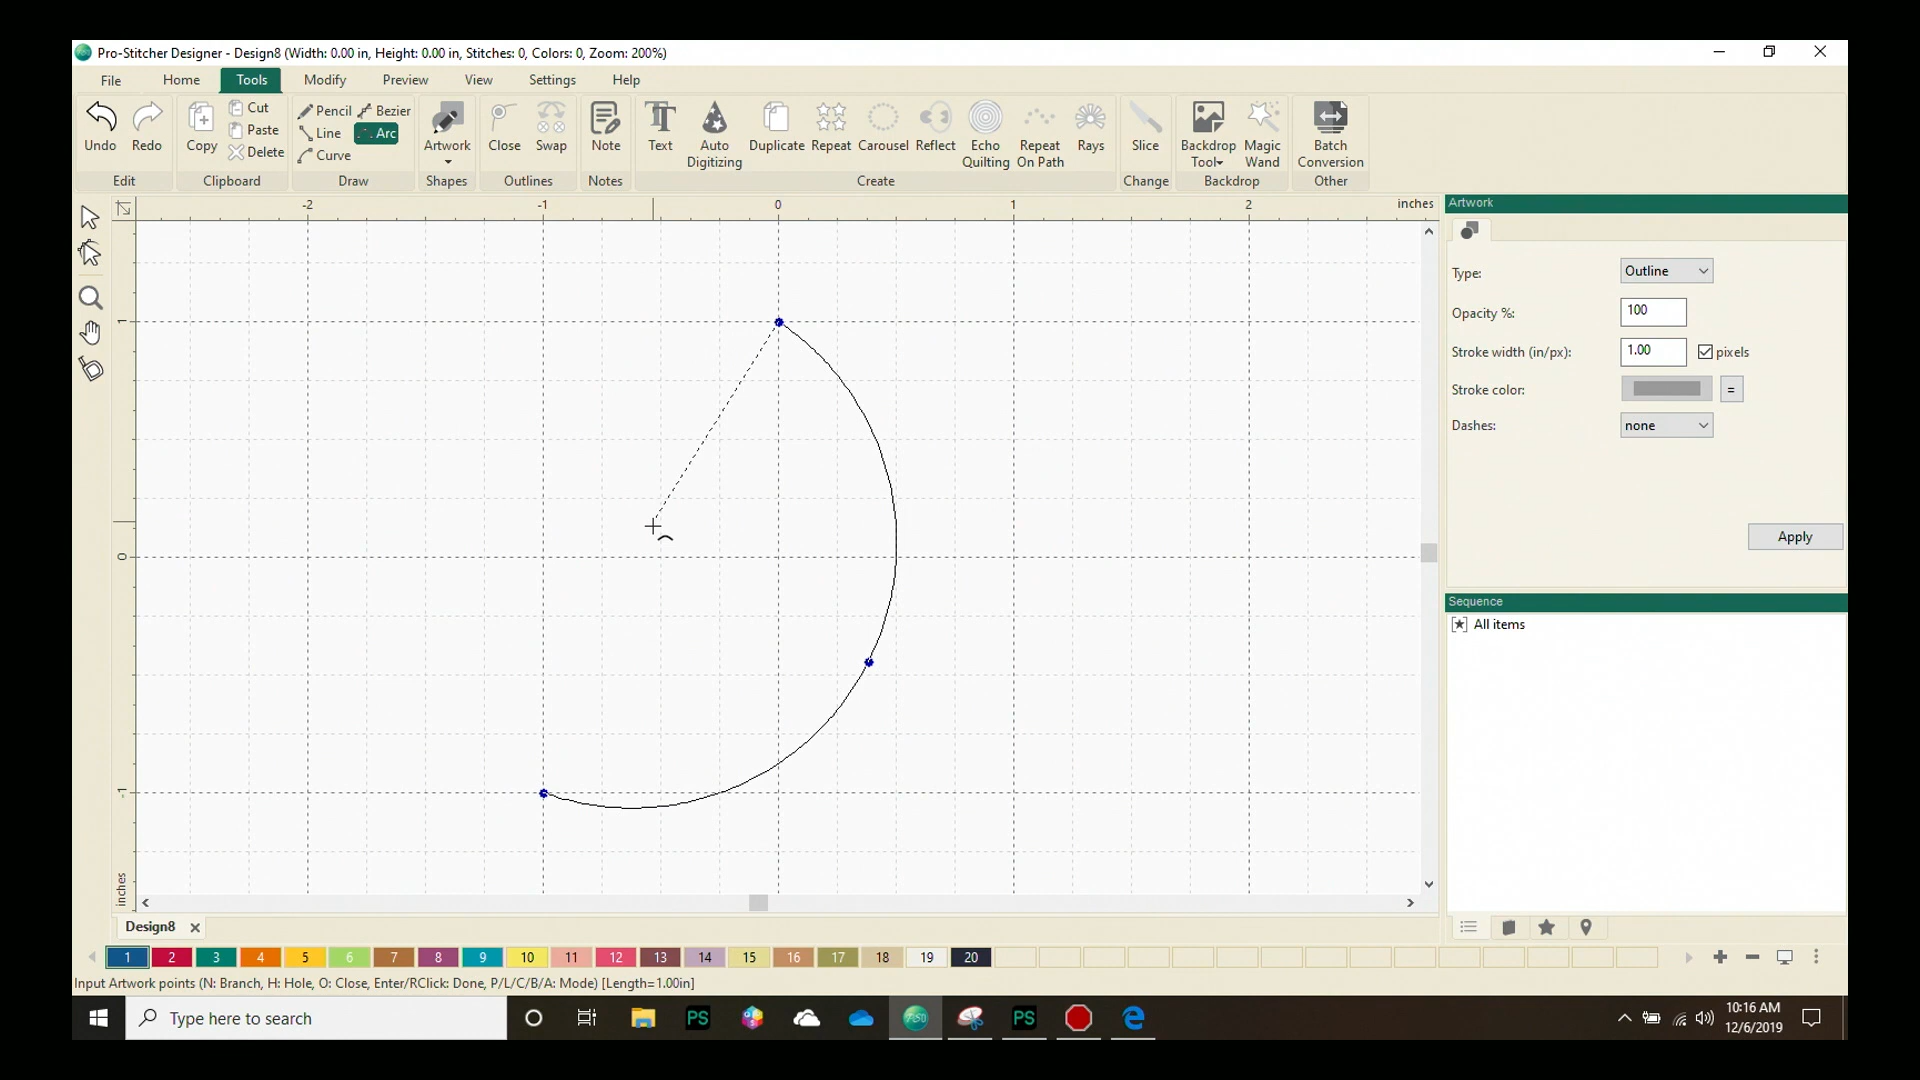 Pro-Stitcher Designer - Design8 (Width: 0.00 in, Height: 0.00 in, Stitches: 0, Colors: 0, Zoom: 200%)
File Home Tools Modify Preview View Settings Help
Undo Redo Copy Cut Paste Delete Pencil Bezier Line Arc Curve Artwork Close Swap Note Text Auto Digitizing Duplicate Repeat Carousel Reflect Echo Quilting Repeat On Path Rays Slice Backdrop Tool Magic Wand Batch Conversion
Edit Clipboard Draw Shapes Outlines Notes Create Change Backdrop Other
-2 -1 0 1 2 inches
1
0
-1
inches
Artwork
Type: Outline
Opacity %: 100
Stroke width (in/px): 1.00 pixels
Stroke color: =
Dashes: none
Apply
Sequence
All items
Design8
1 2 3 4 5 6 7 8 9 10 11 12 13 14 15 16 17 18 19 20
Input Artwork points (N: Branch, H: Hole, O: Close, Enter/RClick: Done, P/L/C/B/A: Mode) [Length=1.00in]
Type here to search
PS
PS
10:16 AM
12/6/2019